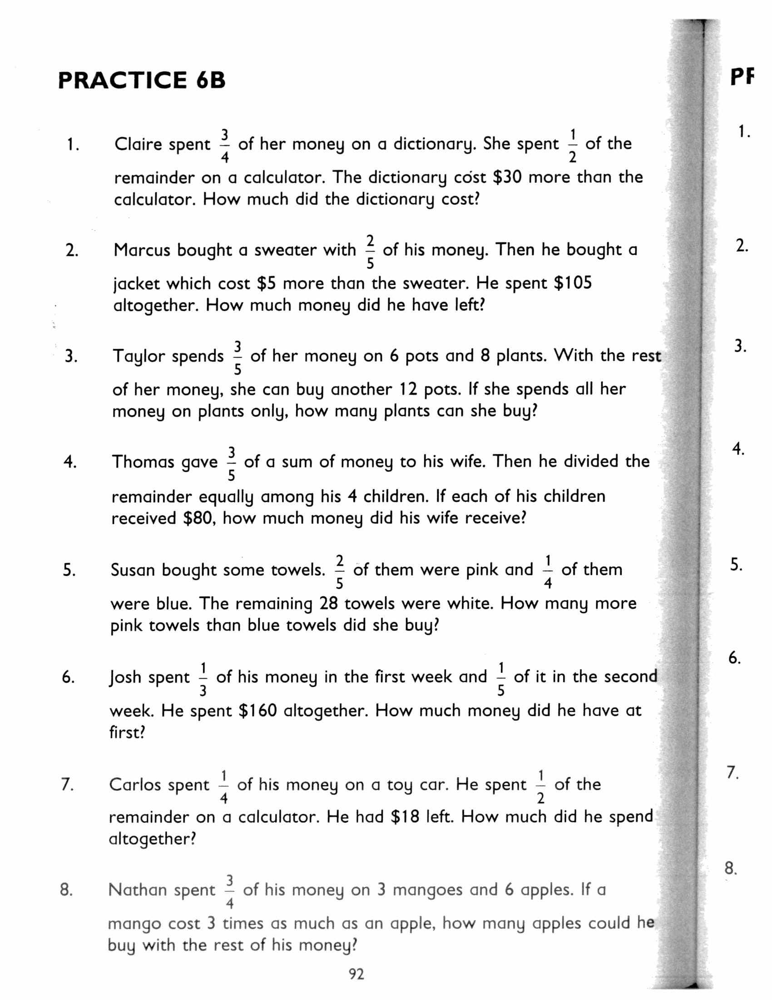 PRACTICE 6B
1. Claire spent 3/4 of her money on a dictionary. She spent 1/2 of the
remainder on a calculator. The dictionary cost $30 more than the
calculator. How much did the dictionary cost?
2. Marcus bought a sweater with 2/5 of his money. Then he bought a
jacket which cost $5 more than the sweater. He spent $105
altogether. How much money did he have left?
3. Taylor spends 3/5 of her money on 6 pots and 8 plants. With the rest
of her money, she can buy another 12 pots. If she spends all her
money on plants only, how many plants can she buy?
4. Thomas gave 3/5 of a sum of money to his wife. Then he divided the
remainder equally among his 4 children. If each of his children
received $80, how much money did his wife receive?
5. Susan bought some towels. 2/5 of them were pink and 1/4 of them
were blue. The remaining 28 towels were white. How many more
pink towels than blue towels did she buy?
6. Josh spent 1/3 of his money in the first week and 1/5 of it in the second
week. He spent $160 altogether. How much money did he have at
first?
7. Carlos spent 1/4 of his money on a toy car. He spent 1/2 of the
remainder on a calculator. He had $18 left. How much did he spend
altogether?
8. Nathan spent 3/4 of his money on 3 mangoes and 6 apples. If a
mango cost 3 times as much as an apple, how many apples could he
buy with the rest of his money?
92
1.
2.
3.
4.
5.
6.
7.
8.